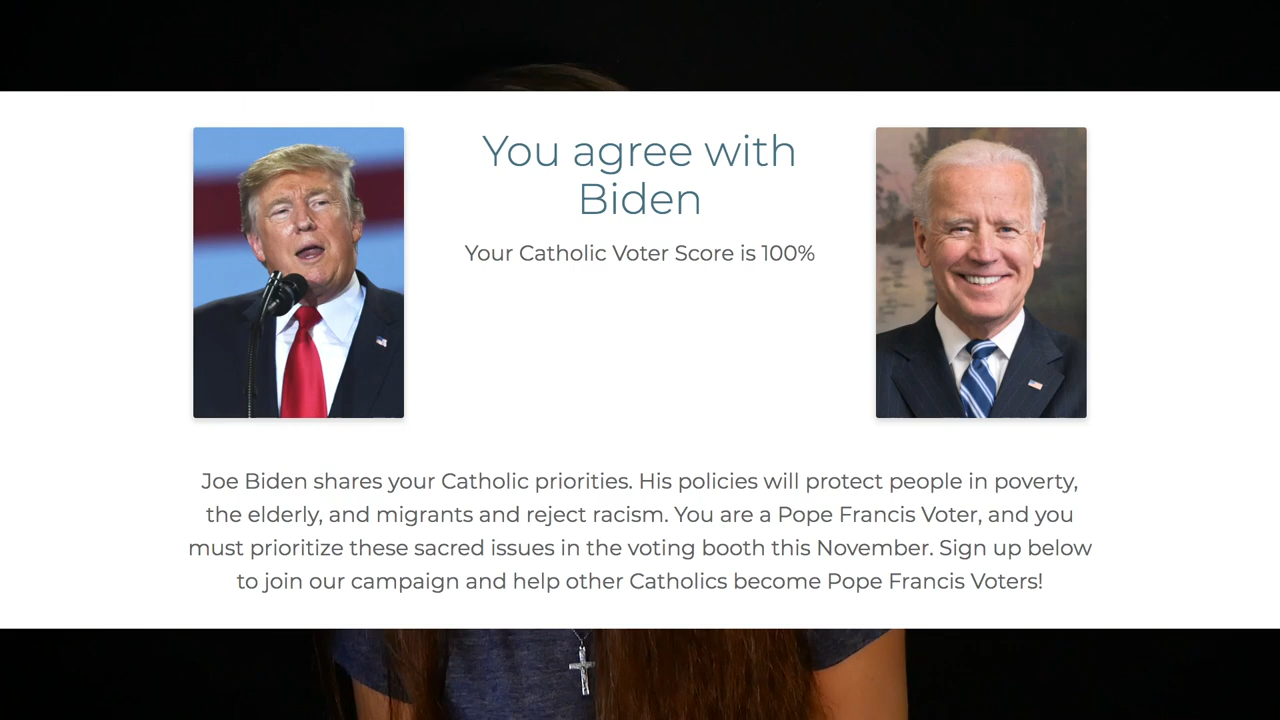 You agree with
Biden
Your Catholic Voter Score is 100%
Joe Biden shares your Catholic priorities. His policies will protect people in poverty,
the elderly, and migrants and reject racism. You are a Pope Francis Voter, and you
must prioritize these sacred issues in the voting booth this November. Sign up below
to join our campaign and help other Catholics become Pope Francis Voters!